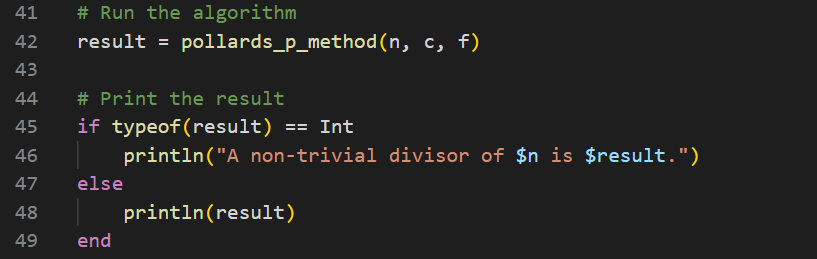 41 # Run the algorithm
42 result = pollards_p_method(n, c, f)
43
44 # Print the result
45 if typeof(result) == Int
46     println("A non-trivial divisor of $n is $result.")
47 else
48     println(result)
49 end